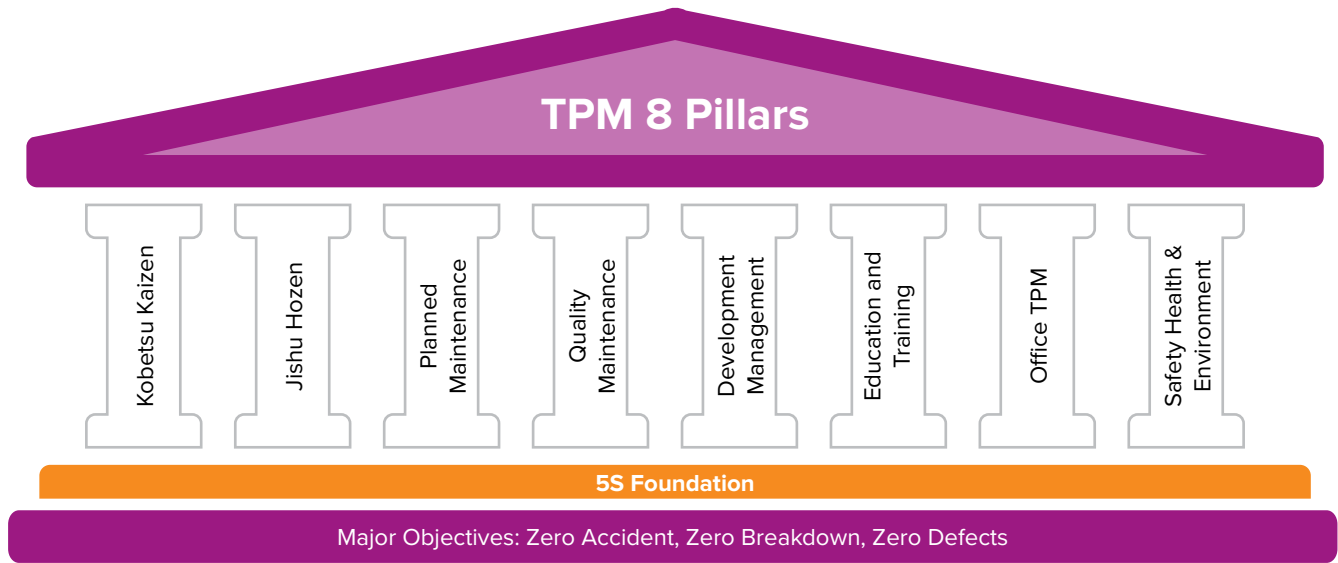 TPM 8 Pillars
Kobetsu Kaizen
Jishu Hozen
Planned
Maintenance
Quality
Maintenance
Development
Management
Education and
Training
Office TPM
Safety Health &
Environment
5S Foundation
Major Objectives: Zero Accident, Zero Breakdown, Zero Defects